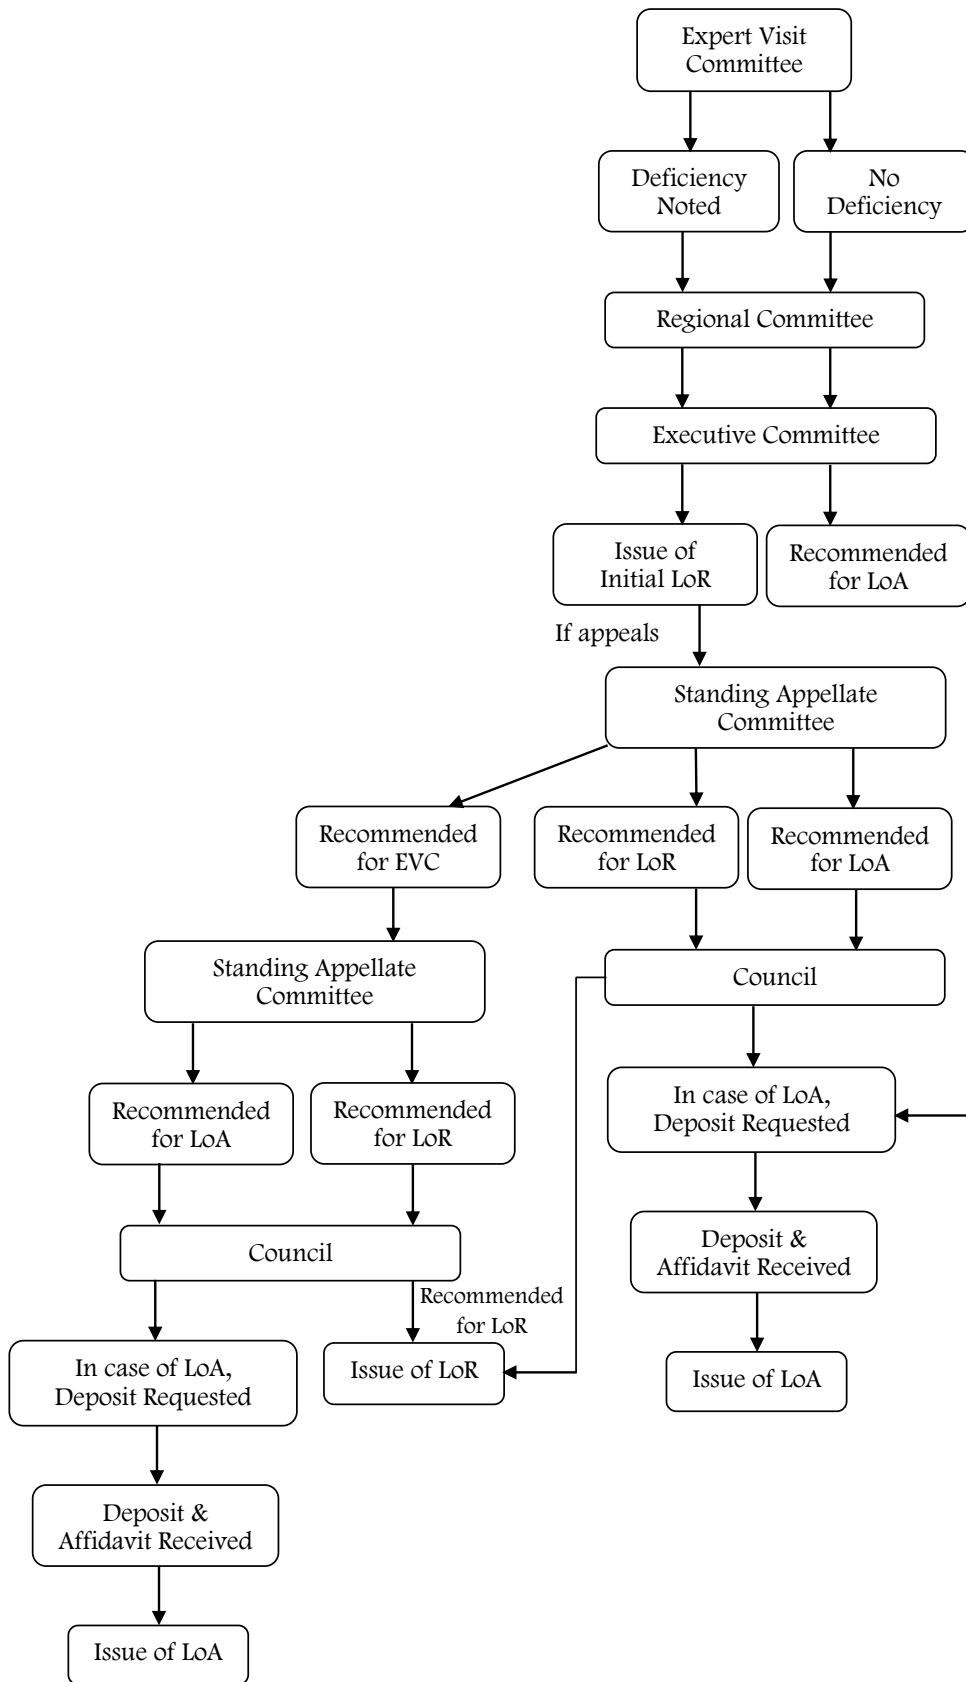 Expert Visit
Committee
Deficiency
Noted
No
Deficiency
Regional Committee
Executive Committee
Issue of
Initial LoR
Recommended
for LoA
If appeals
Standing Appellate
Committee
Recommended
for EVC
Recommended
for LoR
Recommended
for LoA
Standing Appellate
Committee
Council
Recommended
for LoA
Recommended
for LoR
In case of LoA,
Deposit Requested
Council
Deposit &
Affidavit Received
Recommended
for LoR
In case of LoA,
Deposit Requested
Issue of LoR
Issue of LoA
Deposit &
Affidavit Received
Issue of LoA